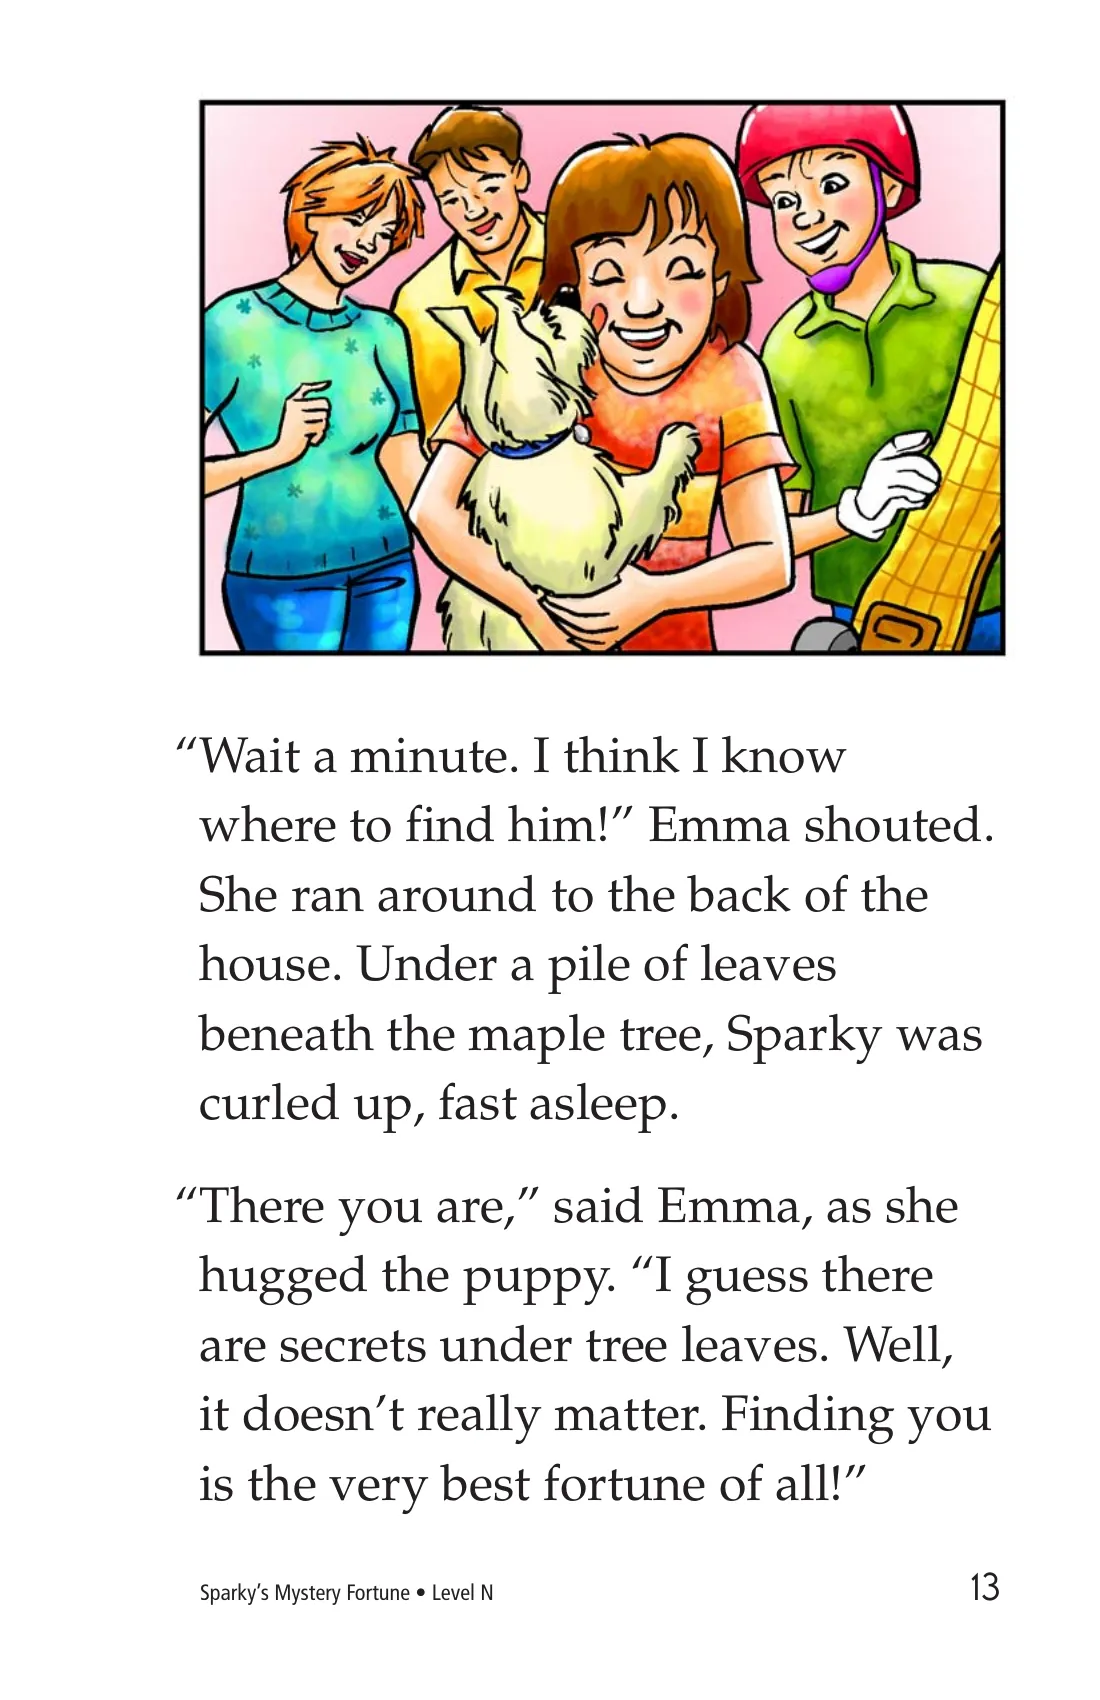 “Wait a minute. I think I know
where to find him!” Emma shouted.
She ran around to the back of the
house. Under a pile of leaves
beneath the maple tree, Sparky was
curled up, fast asleep.
“There you are,” said Emma, as she
hugged the puppy. “I guess there
are secrets under tree leaves. Well,
it doesn’t really matter. Finding you
is the very best fortune of all!”
Sparky’s Mystery Fortune • Level N
13